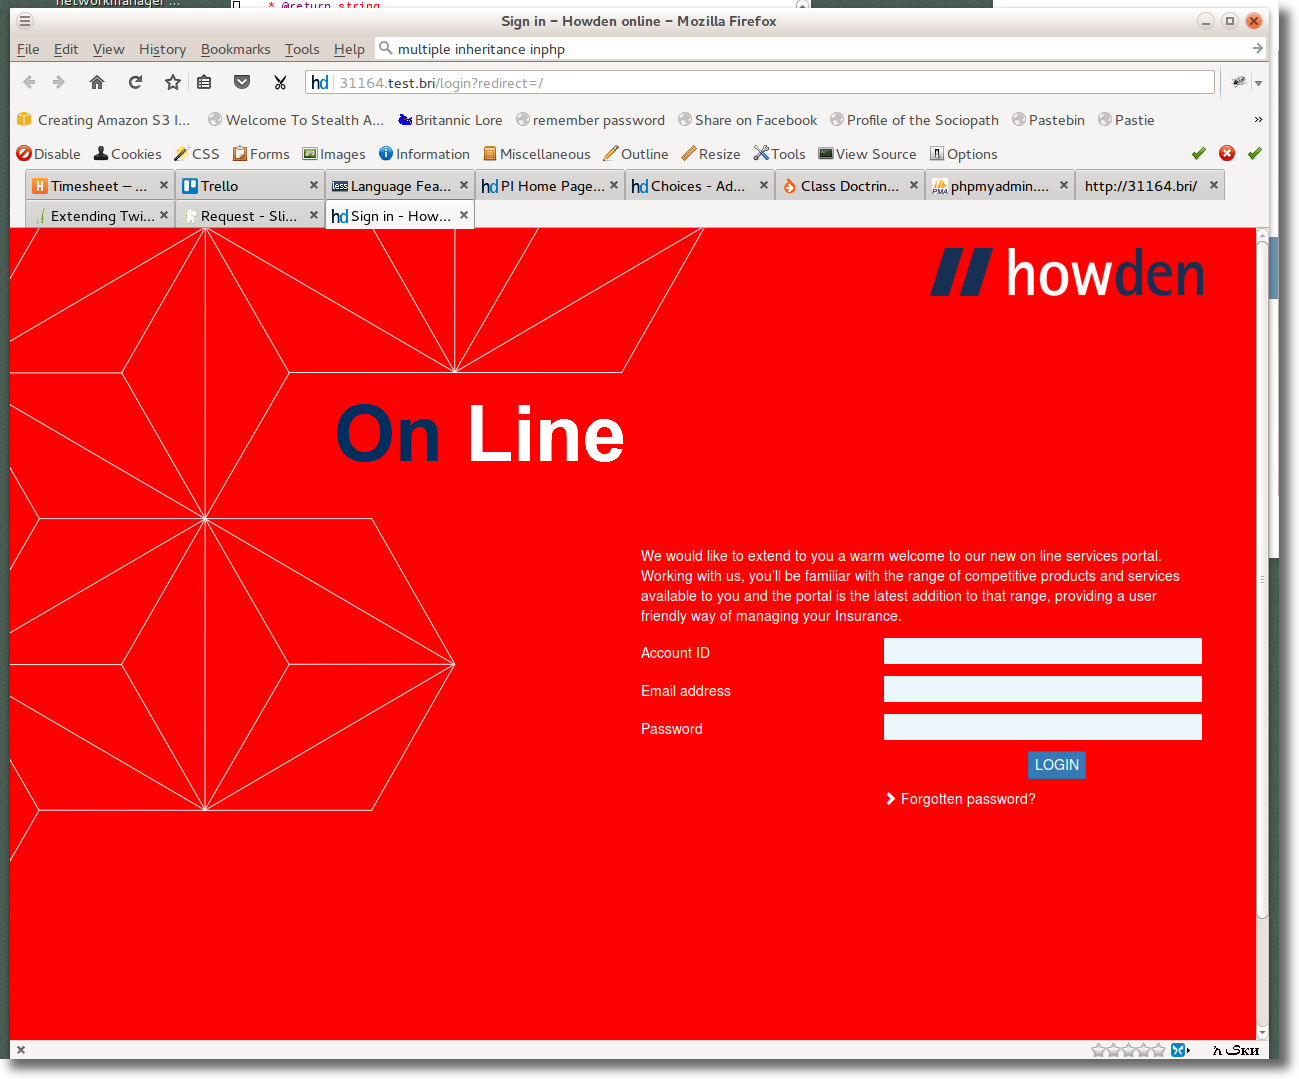 * @return string
Sign in – Howden online – Mozilla Firefox
File Edit View History Bookmarks Tools Help multiple inheritance inphp
hd 31164.test.bri/login?redirect=/
Creating Amazon S3 I... Welcome To Stealth A... Britannic Lore remember password Share on Facebook Profile of the Sociopath Pastebin Pastie »
Disable Cookies CSS Forms Images Information Miscellaneous Outline Resize Tools View Source Options
H Timesheet – ... Trello less Language Fea... hd PI Home Page... hd Choices - Ad... Class Doctrin... PMA phpmyadmin.... http://31164.bri/
Extending Twi... Request - Sli... hd Sign in - How...
howden
On Line
We would like to extend to you a warm welcome to our new on line services portal.
Working with us, you'll be familiar with the range of competitive products and services
available to you and the portal is the latest addition to that range, providing a user
friendly way of managing your Insurance.
Account ID
Email address
Password
LOGIN
Forgotten password?